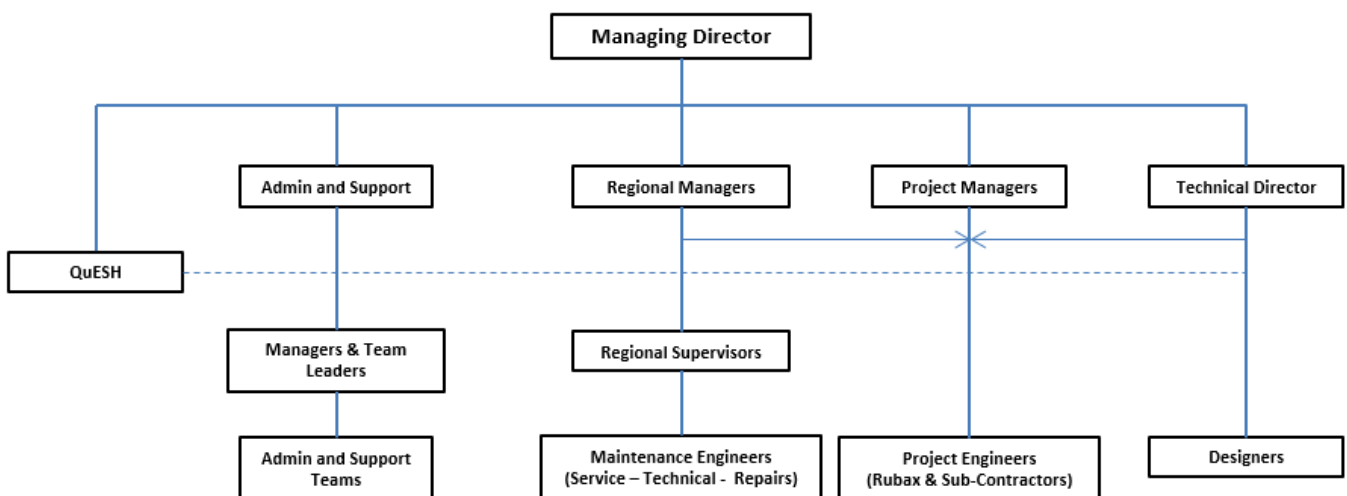 Managing Director
Admin and Support
Regional Managers
Project Managers
Technical Director
QuESH
Managers & Team
Leaders
Regional Supervisors
Admin and Support
Teams
Maintenance Engineers
(Service – Technical - Repairs)
Project Engineers
(Rubax & Sub-Contractors)
Designers